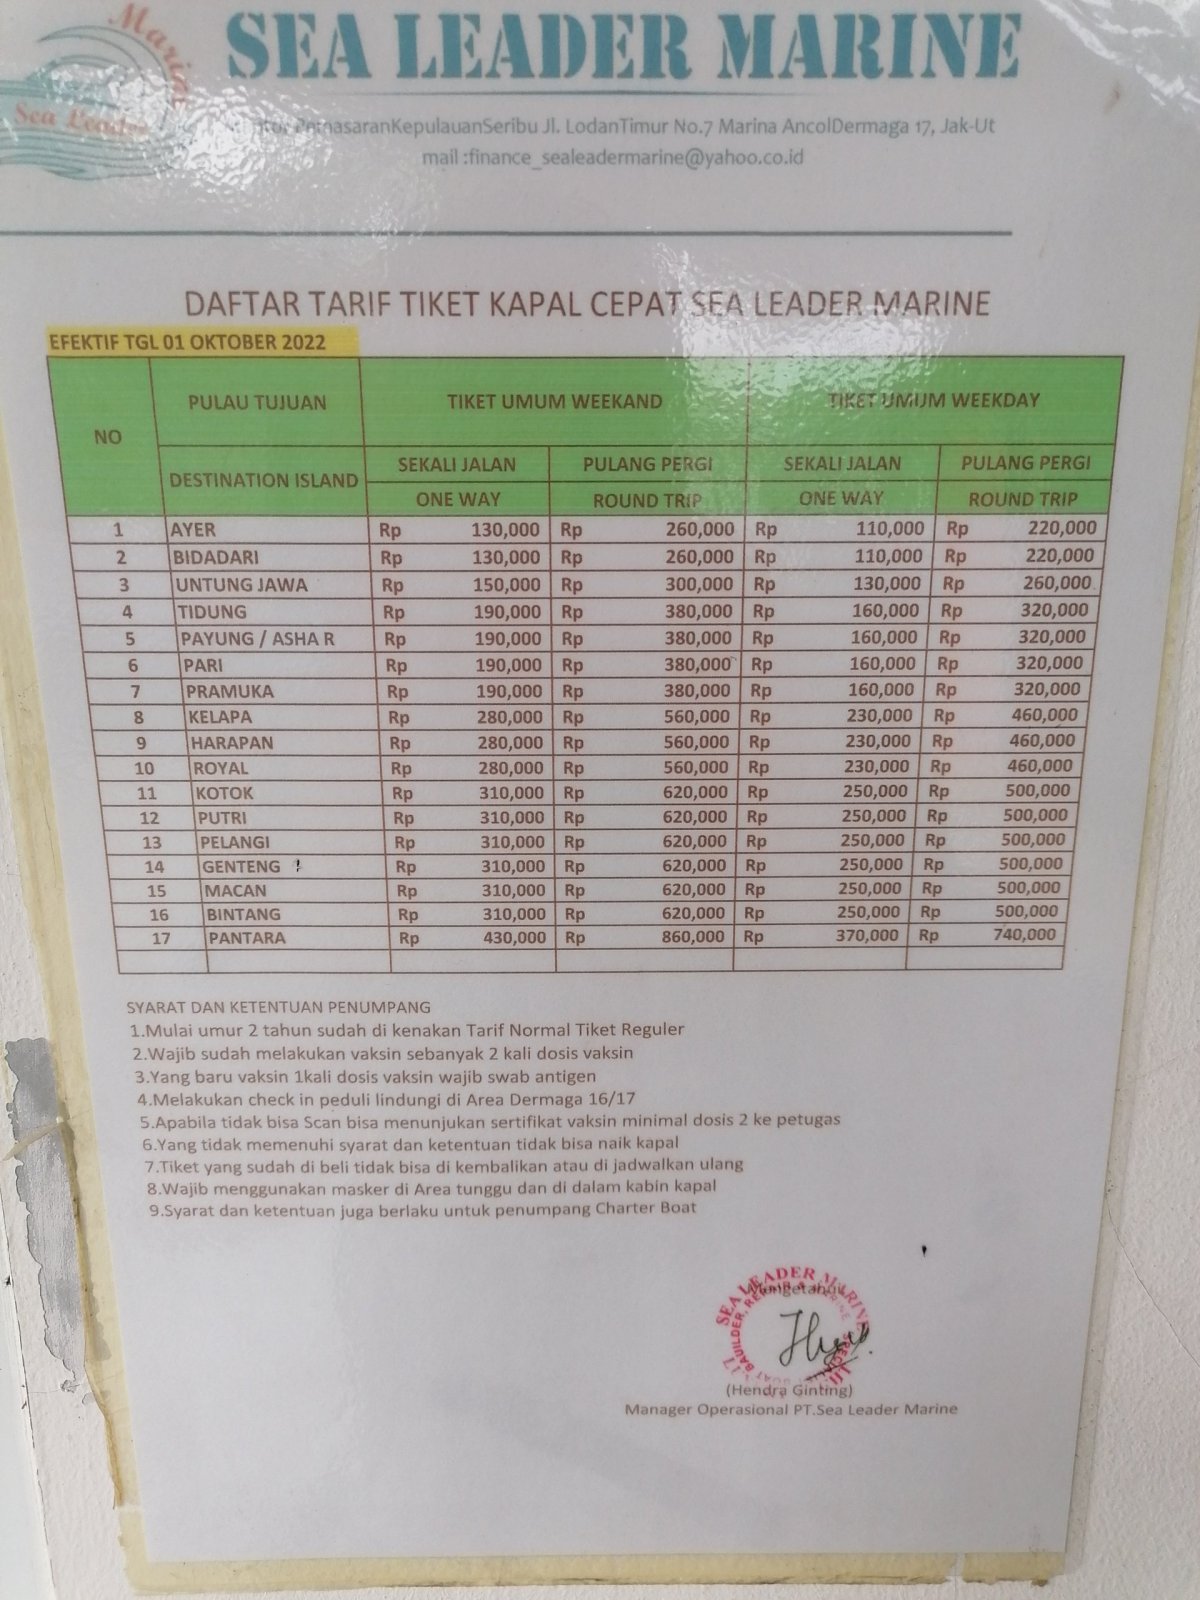 Marine
Sea Leader
SEA LEADER MARINE
PemasaranKepulauanSeribu Jl. LodanTimur No.7 Marina AncolDermaga 17, Jak-Ut
mail :finance_sealeadermarine@yahoo.co.id
DAFTAR TARIF TIKET KAPAL CEPAT SEA LEADER MARINE
EFEKTIF TGL 01 OKTOBER 2022
NO PULAU TUJUAN TIKET UMUM WEEKAND TIKET UMUM WEEKDAY
DESTINATION ISLAND SEKALI JALAN PULANG PERGI SEKALI JALAN PULANG PERGI
ONE WAY ROUND TRIP ONE WAY ROUND TRIP
1 AYER Rp 130,000 Rp 260,000 Rp 110,000 Rp 220,000
2 BIDADARI Rp 130,000 Rp 260,000 Rp 110,000 Rp 220,000
3 UNTUNG JAWA Rp 150,000 Rp 300,000 Rp 130,000 Rp 260,000
4 TIDUNG Rp 190,000 Rp 380,000 Rp 160,000 Rp 320,000
5 PAYUNG / ASHA R Rp 190,000 Rp 380,000 Rp 160,000 Rp 320,000
6 PARI Rp 190,000 Rp 380,000 Rp 160,000 Rp 320,000
7 PRAMUKA Rp 190,000 Rp 380,000 Rp 160,000 Rp 320,000
8 KELAPA Rp 280,000 Rp 560,000 Rp 230,000 Rp 460,000
9 HARAPAN Rp 280,000 Rp 560,000 Rp 230,000 Rp 460,000
10 ROYAL Rp 280,000 Rp 560,000 Rp 230,000 Rp 460,000
11 KOTOK Rp 310,000 Rp 620,000 Rp 250,000 Rp 500,000
12 PUTRI Rp 310,000 Rp 620,000 Rp 250,000 Rp 500,000
13 PELANGI Rp 310,000 Rp 620,000 Rp 250,000 Rp 500,000
14 GENTENG Rp 310,000 Rp 620,000 Rp 250,000 Rp 500,000
15 MACAN Rp 310,000 Rp 620,000 Rp 250,000 Rp 500,000
16 BINTANG Rp 310,000 Rp 620,000 Rp 250,000 Rp 500,000
17 PANTARA Rp 430,000 Rp 860,000 Rp 370,000 Rp 740,000
SYARAT DAN KETENTUAN PENUMPANG
1.Mulai umur 2 tahun sudah di kenakan Tarif Normal Tiket Reguler
2.Wajib sudah melakukan vaksin sebanyak 2 kali dosis vaksin
3.Yang baru vaksin 1kali dosis vaksin wajib swab antigen
4.Melakukan check in peduli lindungi di Area Dermaga 16/17
5.Apabila tidak bisa Scan bisa menunjukan sertifikat vaksin minimal dosis 2 ke petugas
6.Yang tidak memenuhi syarat dan ketentuan tidak bisa naik kapal
7.Tiket yang sudah di beli tidak bisa di kembalikan atau di jadwalkan ulang
8.Wajib menggunakan masker di Area tunggu dan di dalam kabin kapal
9.Syarat dan ketentuan juga berlaku untuk penumpang Charter Boat
SEA LEADER MARINE
Mengetahui
(Hendra Ginting)
Manager Operasional PT.Sea Leader Marine